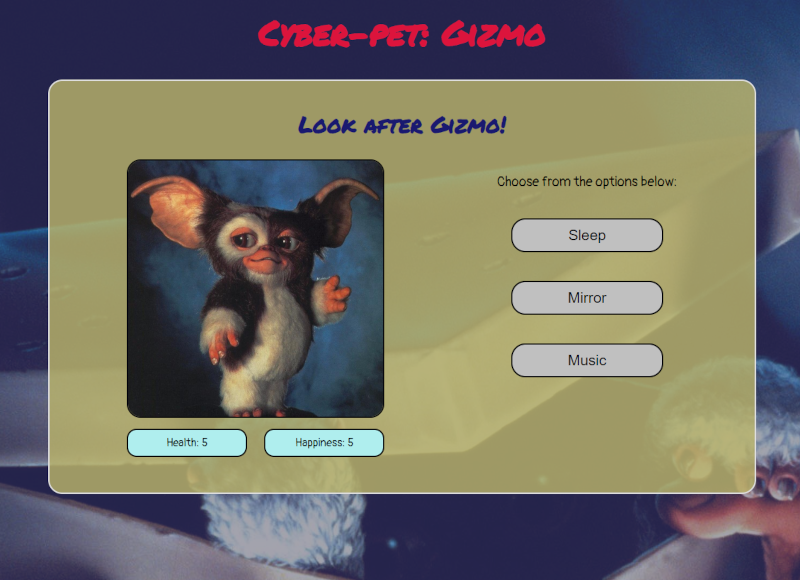 Cyber-pet: Gizmo
Look after Gizmo!
Choose from the options below:
Sleep
Mirror
Music
Health: 5
Happiness: 5